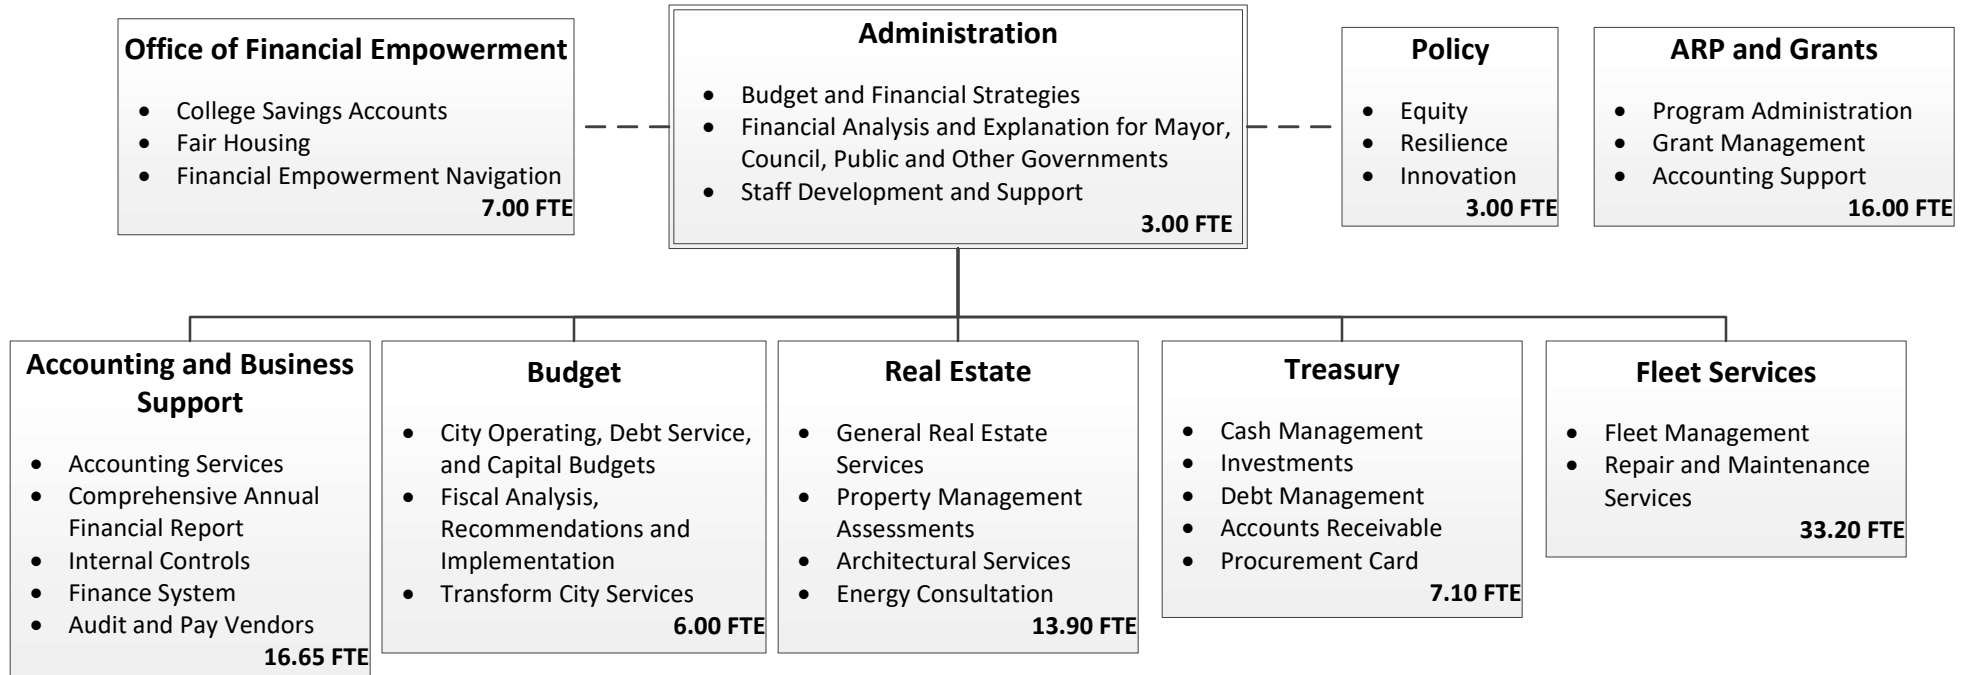 Office of Financial Empowerment
• College Savings Accounts
• Fair Housing
• Financial Empowerment Navigation
7.00 FTE
Administration
• Budget and Financial Strategies
• Financial Analysis and Explanation for Mayor,
Council, Public and Other Governments
• Staff Development and Support
3.00 FTE
Policy
• Equity
• Resilience
• Innovation
3.00 FTE
ARP and Grants
• Program Administration
• Grant Management
• Accounting Support
16.00 FTE
Accounting and Business
Support
• Accounting Services
• Comprehensive Annual
Financial Report
• Internal Controls
• Finance System
• Audit and Pay Vendors
16.65 FTE
Budget
• City Operating, Debt Service,
and Capital Budgets
• Fiscal Analysis,
Recommendations and
Implementation
• Transform City Services
6.00 FTE
Real Estate
• General Real Estate
Services
• Property Management
Assessments
• Architectural Services
• Energy Consultation
13.90 FTE
Treasury
• Cash Management
• Investments
• Debt Management
• Accounts Receivable
• Procurement Card
7.10 FTE
Fleet Services
• Fleet Management
• Repair and Maintenance
Services
33.20 FTE